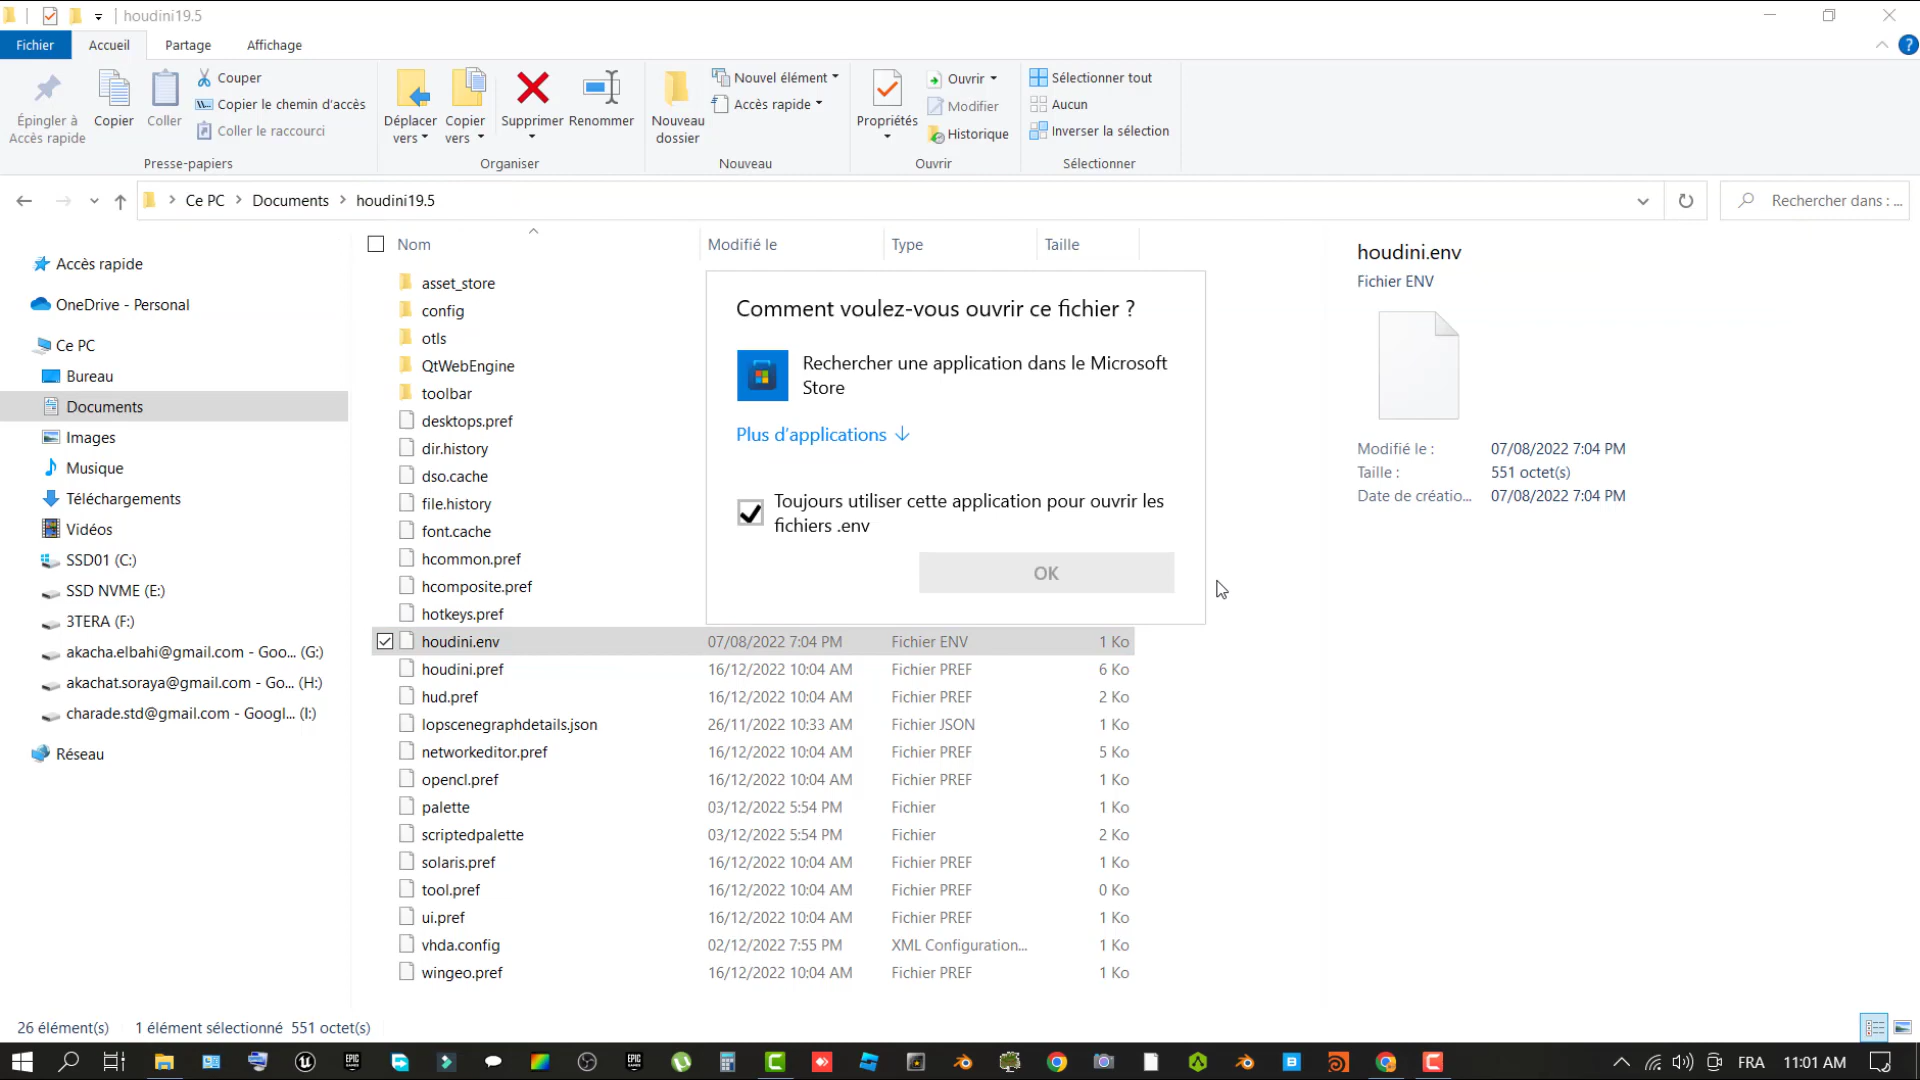 houdini19.5
Fichier
Accueil
Partage
Affichage
?
Épingler à
Accès rapide
Copier
Coller
Couper
Copier le chemin d'accès
Coller le raccourci
Presse-papiers
Déplacer
vers
Copier
vers
Supprimer
Renommer
Organiser
Nouveau
dossier
Nouvel élément
Accès rapide
Nouveau
Propriétés
Ouvrir
Modifier
Historique
Ouvrir
Sélectionner tout
Aucun
Inverser la sélection
Sélectionner
Ce PC
Documents
houdini19.5
Rechercher dans : ...
Accès rapide
OneDrive - Personal
Ce PC
Bureau
Documents
Images
Musique
Téléchargements
Vidéos
SSD01 (C:)
SSD NVME (E:)
3TERA (F:)
akacha.elbahi@gmail.com - Goo... (G:)
akachat.soraya@gmail.com - Go... (H:)
charade.std@gmail.com - Googl... (I:)
Réseau
Nom Modifié le Type Taille
asset_store
config
otls
QtWebEngine
toolbar
desktops.pref
dir.history
dso.cache
file.history
font.cache
hcommon.pref
hcomposite.pref
hotkeys.pref
houdini.env 07/08/2022 7:04 PM Fichier ENV 1 Ko
houdini.pref 16/12/2022 10:04 AM Fichier PREF 6 Ko
hud.pref 16/12/2022 10:04 AM Fichier PREF 2 Ko
lopscenegraphdetails.json 26/11/2022 10:33 AM Fichier JSON 1 Ko
networkeditor.pref 16/12/2022 10:04 AM Fichier PREF 5 Ko
opencl.pref 16/12/2022 10:04 AM Fichier PREF 1 Ko
palette 03/12/2022 5:54 PM Fichier 1 Ko
scriptedpalette 03/12/2022 5:54 PM Fichier 2 Ko
solaris.pref 16/12/2022 10:04 AM Fichier PREF 1 Ko
tool.pref 16/12/2022 10:04 AM Fichier PREF 0 Ko
ui.pref 16/12/2022 10:04 AM Fichier PREF 1 Ko
vhda.config 02/12/2022 7:55 PM XML Configuration... 1 Ko
wingeo.pref 16/12/2022 10:04 AM Fichier PREF 1 Ko
Comment voulez-vous ouvrir ce fichier ?
Rechercher une application dans le Microsoft
Store
Plus d'applications
Toujours utiliser cette application pour ouvrir les
fichiers .env
OK
houdini.env
Fichier ENV
Modifié le : 07/08/2022 7:04 PM
Taille : 551 octet(s)
Date de créatio... 07/08/2022 7:04 PM
26 élément(s) 1 élément sélectionné 551 octet(s)
FRA 11:01 AM